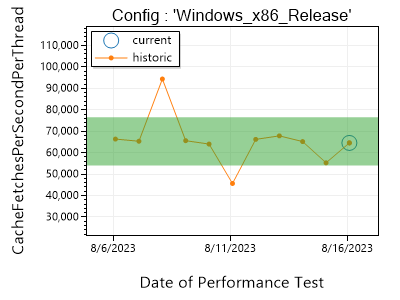 Config : 'Windows_x86_Release'
CacheFetchesPerSecondPerThread
110,000
100,000
90,000
80,000
70,000
60,000
50,000
40,000
30,000
current
historic
8/6/2023 8/11/2023 8/16/2023
Date of Performance Test